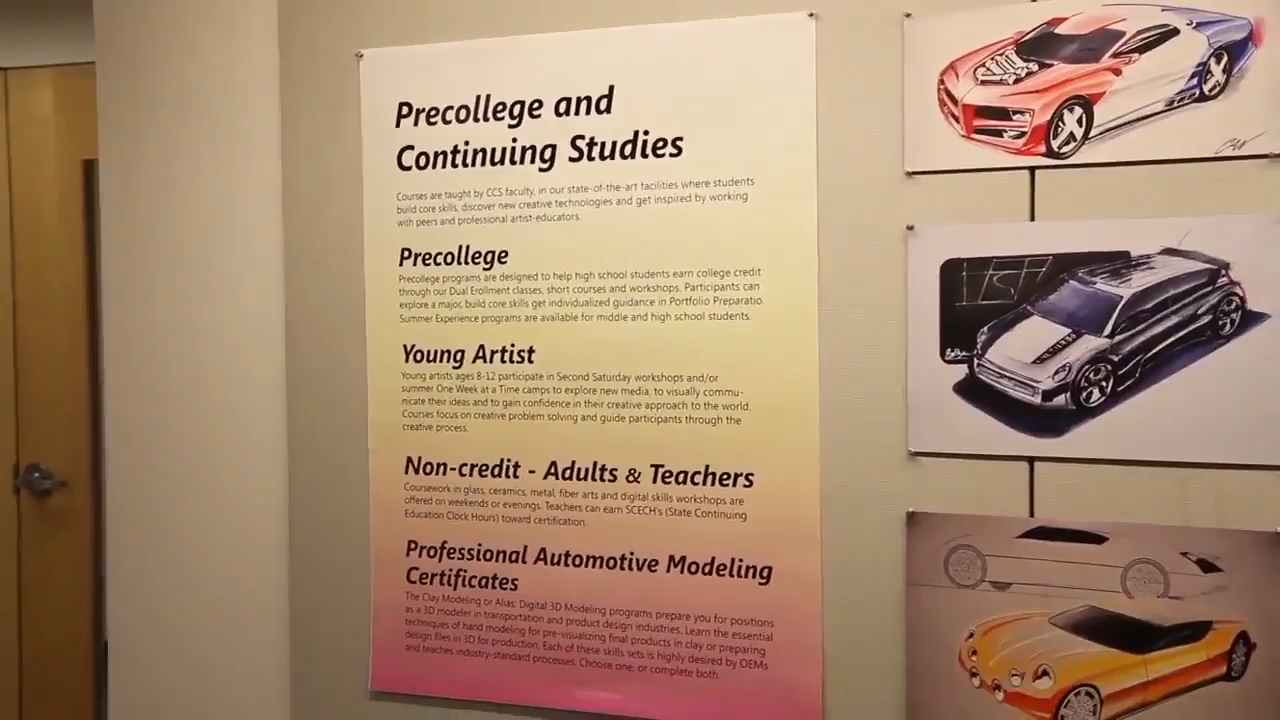 Precollege and
Continuing Studies
Courses are taught by CCS faculty, in our state-of-the-art facilities where students
build core skills, discover new creative technologies and get inspired by working
with peers and professional artist-educators.
Precollege
Precollege programs are designed to help high school students earn college credit
through our Dual Enrollment classes, short courses and workshops. Participants can
explore a major, build core skills get individualized guidance in Portfolio Preparatio
Summer Experience programs are available for middle and high school students.
Young Artist
Young artists ages 8-12 participate in Second Saturday workshops and/or
summer One Week at a Time camps to explore new media, to visually commu-
nicate their ideas and to gain confidence in their creative approach to the world.
Courses focus on creative problem solving and guide participants through the
creative process.
Non-credit - Adults & Teachers
Coursework in glass, ceramics, metal, fiber arts and digital skills workshops are
offered on weekends or evenings. Teachers can earn SCECH's (State Continuing
Education Clock Hours) toward certification.
Professional Automotive Modeling
Certificates
The Clay Modeling or Alias: Digital 3D Modeling programs prepare you for positions
as a 3D modeler in transportation and product design industries. Learn the essential
techniques of hand modeling for pre-visualizing final products in clay or preparing
design files in 3D for production. Each of these skills sets is highly desired by OEMs
and teaches industry-standard processes. Choose one, or complete both.